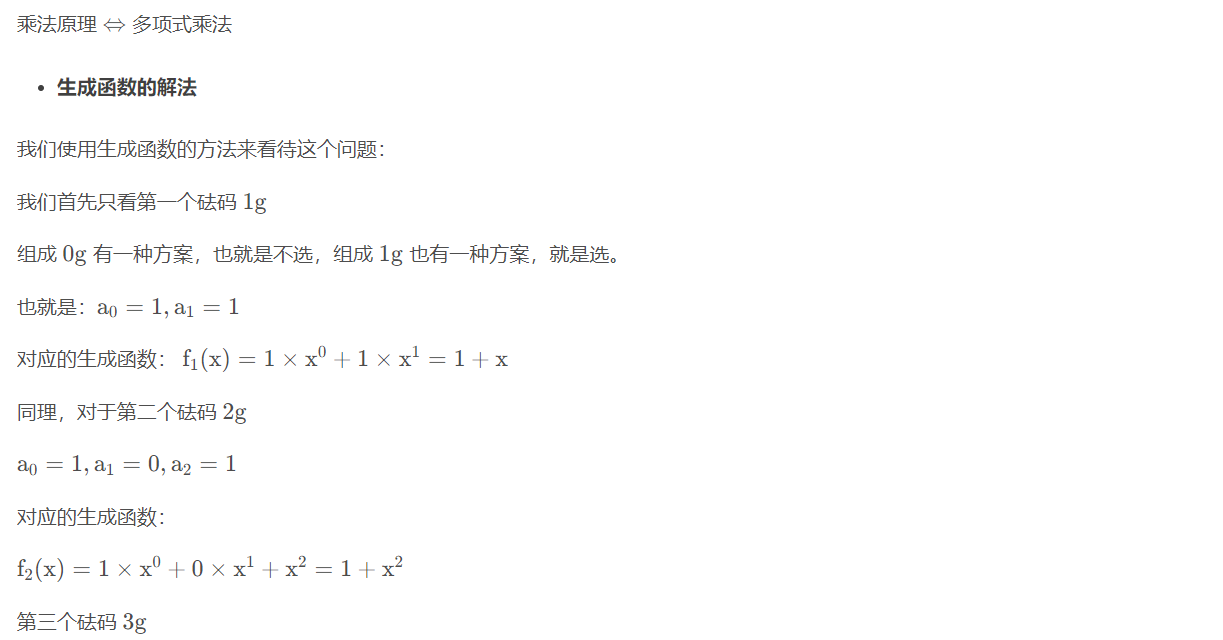 乘法原理 ⇔ 多项式乘法
• 生成函数的解法
我们使用生成函数的方法来看待这个问题：
我们首先只看第一个砝码 1g
组成 0g 有一种方案，也就是不选，组成 1g 也有一种方案，就是选。
也就是：a₀ = 1, a₁ = 1
对应的生成函数： f₁(x) = 1 × x⁰ + 1 × x¹ = 1 + x
同理，对于第二个砝码 2g
a₀ = 1, a₁ = 0, a₂ = 1
对应的生成函数：
f₂(x) = 1 × x⁰ + 0 × x¹ + x² = 1 + x²
第三个砝码 3g